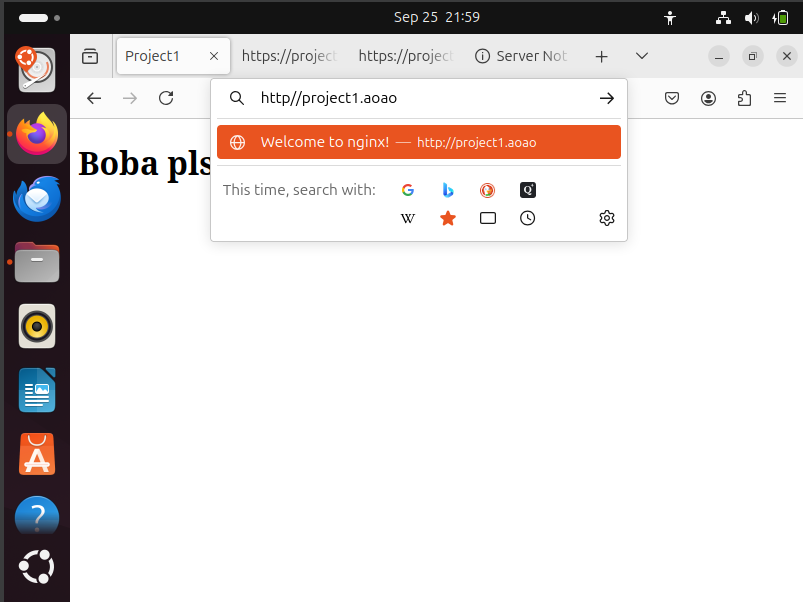 Sep 25 21:59
Project1
https://project
https://projec
Server Not
http//project1.aoao
Welcome to nginx! — http://project1.aoao
This time, search with:
Boba pls